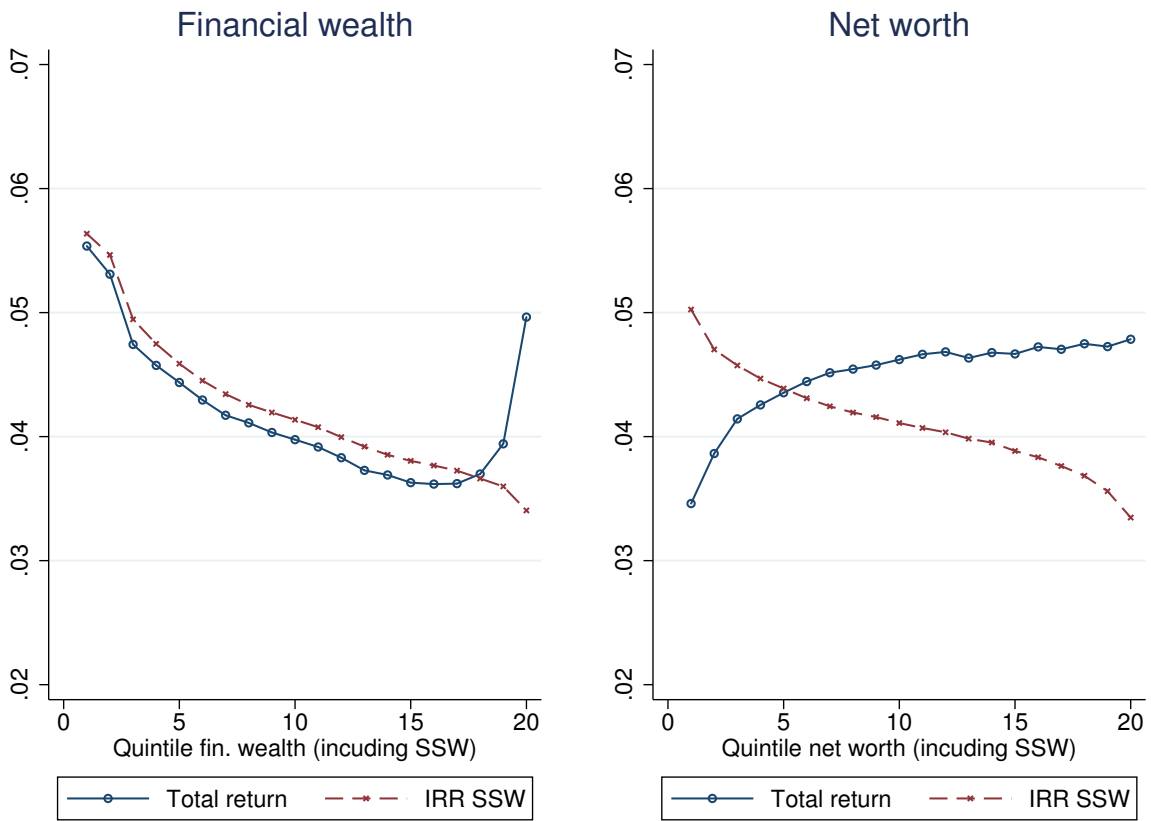 Financial wealth
.07
.06
.05
.04
.03
.02
0 5 10 15 20
Quintile fin. wealth (incuding SSW)
Total return IRR SSW
Net worth
.07
.06
.05
.04
.03
.02
0 5 10 15 20
Quintile net worth (incuding SSW)
Total return IRR SSW